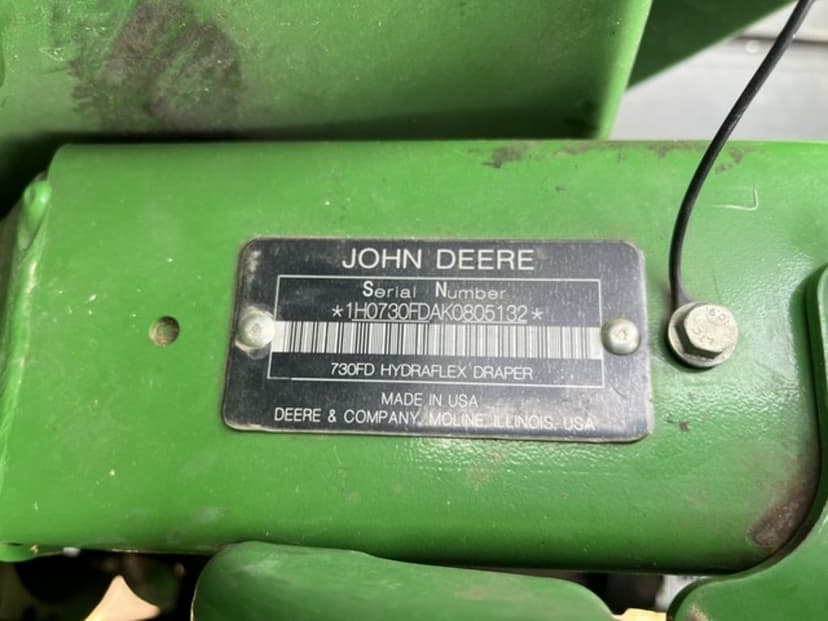 JOHN DEERE
Serial Number
*1H0730FDAK0805132*
730FD HYDRAFLEX DRAPER
MADE IN USA
DEERE & COMPANY, MOLINE, ILLINOIS, USA